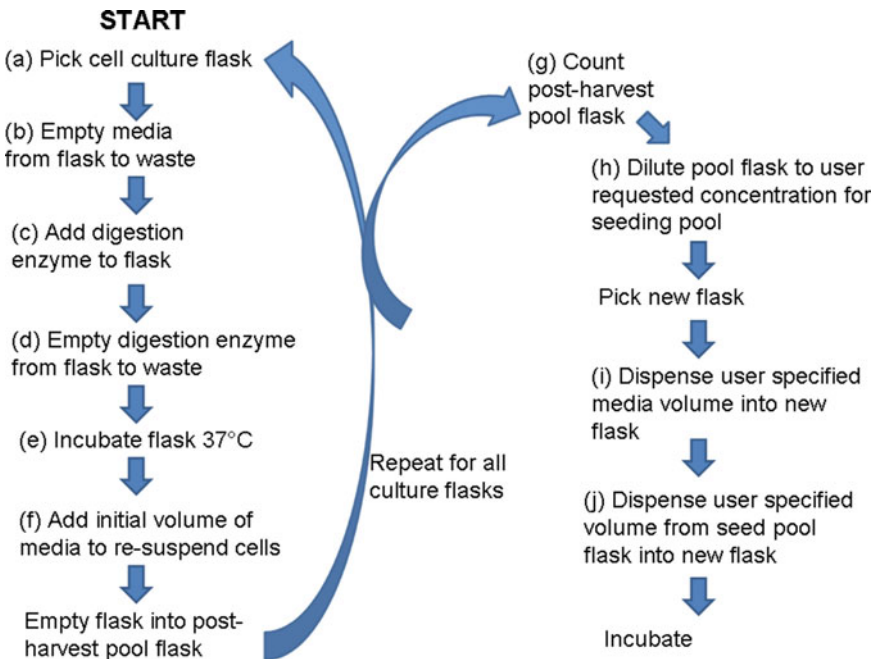 START
(a) Pick cell culture flask
(b) Empty media
from flask to waste
(c) Add digestion
enzyme to flask
(d) Empty digestion enzyme
from flask to waste
(e) Incubate flask 37°C
(f) Add initial volume of
media to re-suspend cells
Empty flask into post-
harvest pool flask
Repeat for all
culture flasks
(g) Count
post-harvest
pool flask
(h) Dilute pool flask to user
requested concentration for
seeding pool
Pick new flask
(i) Dispense user specified
media volume into new
flask
(j) Dispense user specified
volume from seed pool
flask into new flask
Incubate